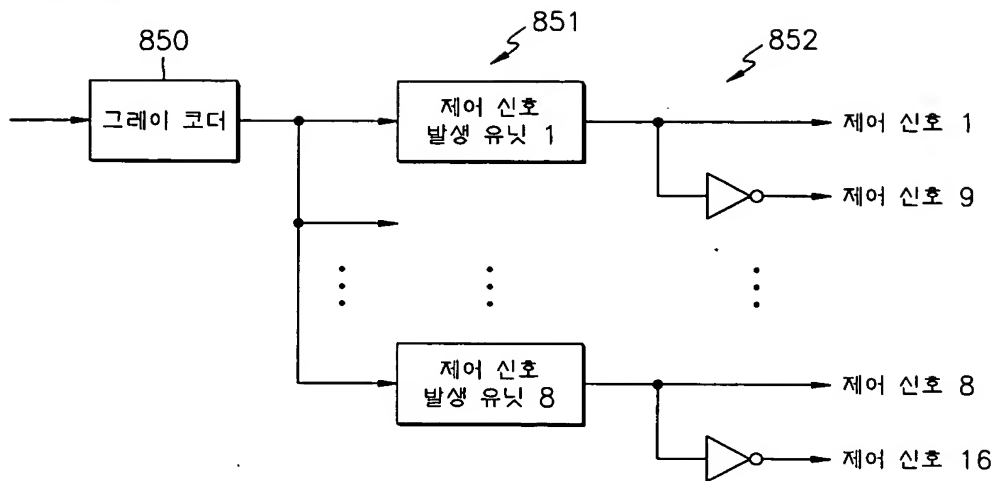 850
851
852
그레이 코더
제어 신호
발생 유닛 1
제어 신호 1
제어 신호 9
제어 신호
발생 유닛 8
제어 신호 8
제어 신호 16